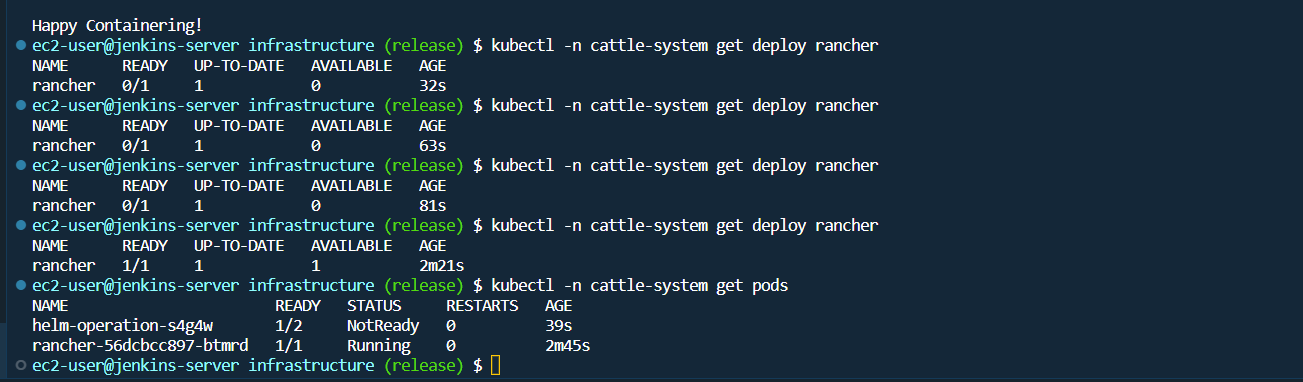 Happy Containering!
ec2-user@jenkins-server infrastructure (release) $ kubectl -n cattle-system get deploy rancher
NAME READY UP-TO-DATE AVAILABLE AGE
rancher 0/1 1 0 32s
ec2-user@jenkins-server infrastructure (release) $ kubectl -n cattle-system get deploy rancher
NAME READY UP-TO-DATE AVAILABLE AGE
rancher 0/1 1 0 63s
ec2-user@jenkins-server infrastructure (release) $ kubectl -n cattle-system get deploy rancher
NAME READY UP-TO-DATE AVAILABLE AGE
rancher 0/1 1 0 81s
ec2-user@jenkins-server infrastructure (release) $ kubectl -n cattle-system get deploy rancher
NAME READY UP-TO-DATE AVAILABLE AGE
rancher 1/1 1 1 2m21s
ec2-user@jenkins-server infrastructure (release) $ kubectl -n cattle-system get pods
NAME READY STATUS RESTARTS AGE
helm-operation-s4g4w 1/2 NotReady 0 39s
rancher-56dcbcc897-btmrd 1/1 Running 0 2m45s
ec2-user@jenkins-server infrastructure (release) $